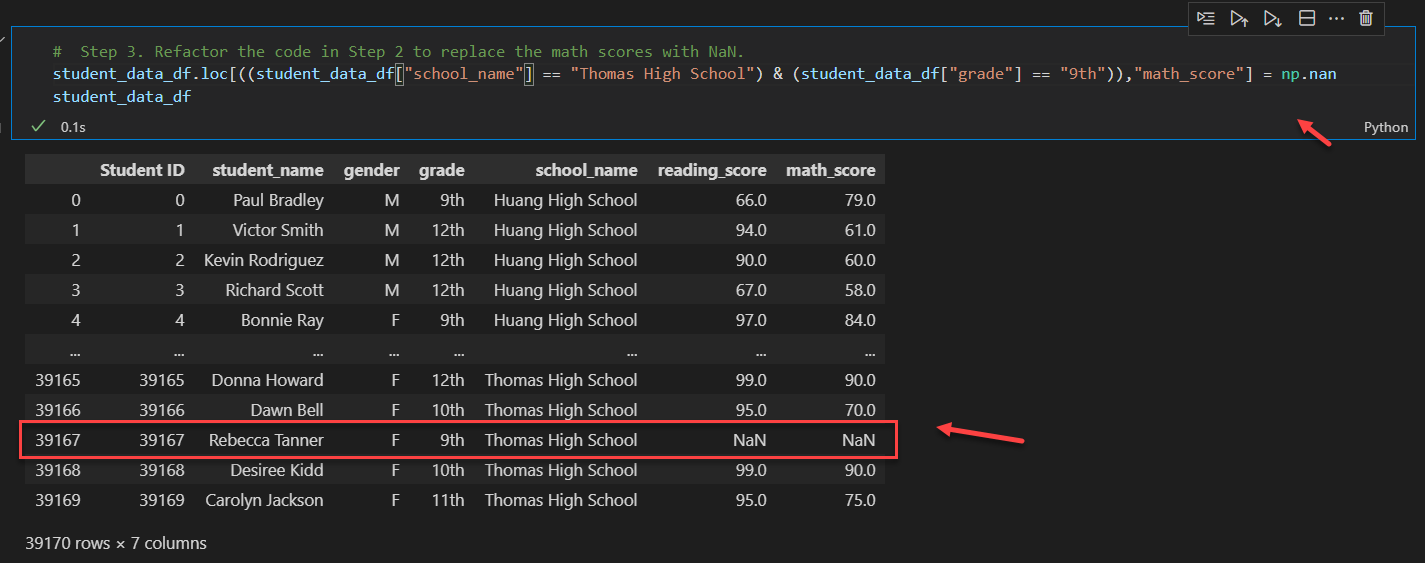 #  Step 3. Refactor the code in Step 2 to replace the math scores with NaN.
student_data_df.loc[((student_data_df["school_name"] == "Thomas High School") & (student_data_df["grade"] == "9th")),"math_score"] = np.nan
student_data_df
0.1s Python
Student ID student_name gender grade school_name reading_score math_score
0 0 Paul Bradley M 9th Huang High School 66.0 79.0
1 1 Victor Smith M 12th Huang High School 94.0 61.0
2 2 Kevin Rodriguez M 12th Huang High School 90.0 60.0
3 3 Richard Scott M 12th Huang High School 67.0 58.0
4 4 Bonnie Ray F 9th Huang High School 97.0 84.0
... ... ... ... ... ... ... ...
39165 39165 Donna Howard F 12th Thomas High School 99.0 90.0
39166 39166 Dawn Bell F 10th Thomas High School 95.0 70.0
39167 39167 Rebecca Tanner F 9th Thomas High School NaN NaN
39168 39168 Desiree Kidd F 10th Thomas High School 99.0 90.0
39169 39169 Carolyn Jackson F 11th Thomas High School 95.0 75.0
39170 rows × 7 columns